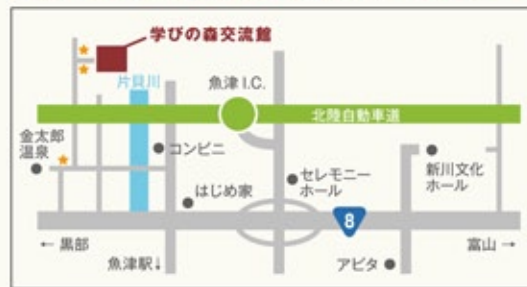 学びの森交流館
片貝川
魚津 I.C.
北陸自動車道
金太郎
温泉
コンビニ
新川文化
ホール
セレモニー
ホール
はじめ家
8
← 黒部
富山 →
魚津駅↓
アピタ